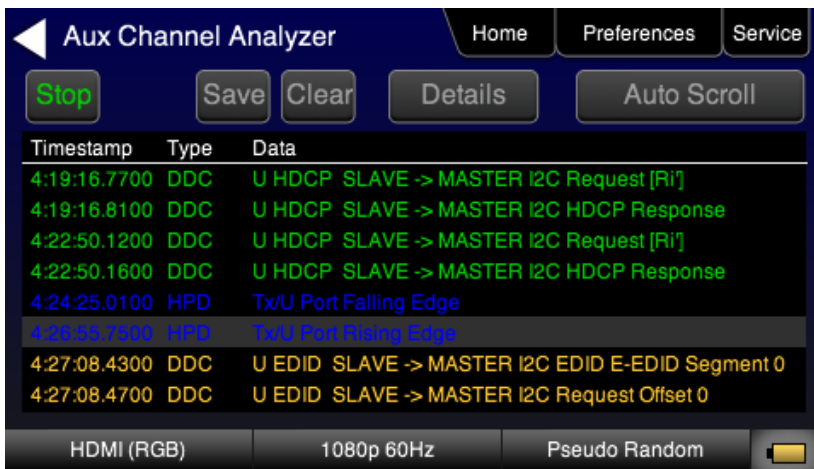 Aux Channel Analyzer Home Preferences Service
Stop Save Clear Details Auto Scroll
Timestamp Type Data
4:19:16.7700 DDC U HDCP SLAVE -> MASTER I2C Request [Ri']
4:19:16.8100 DDC U HDCP SLAVE -> MASTER I2C HDCP Response
4:22:50.1200 DDC U HDCP SLAVE -> MASTER I2C Request [Ri']
4:22:50.1600 DDC U HDCP SLAVE -> MASTER I2C HDCP Response
4:24:25.0100 HPD Tx/U Port Falling Edge
4:26:55.7500 HPD Tx/U Port Rising Edge
4:27:08.4300 DDC U EDID SLAVE -> MASTER I2C EDID E-EDID Segment 0
4:27:08.4700 DDC U EDID SLAVE -> MASTER I2C Request Offset 0
HDMI (RGB) 1080p 60Hz Pseudo Random